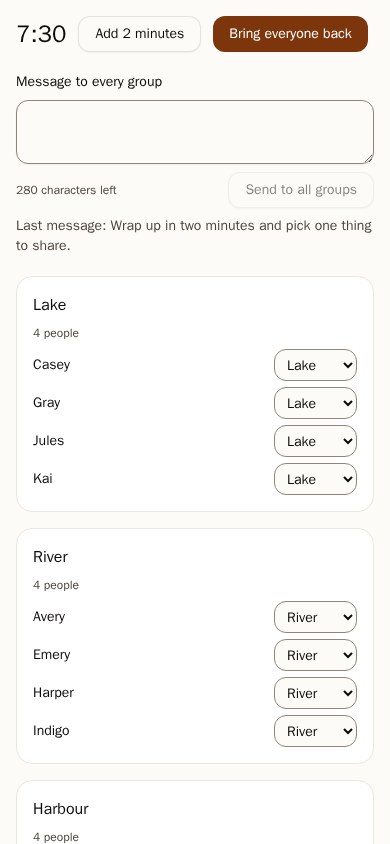 7:30 Add 2 minutes Bring everyone back
Message to every group
280 characters left Send to all groups
Last message: Wrap up in two minutes and pick one thing
to share.
Lake
4 people
Casey Lake
Gray Lake
Jules Lake
Kai Lake
River
4 people
Avery River
Emery River
Harper River
Indigo River
Harbour
4 people